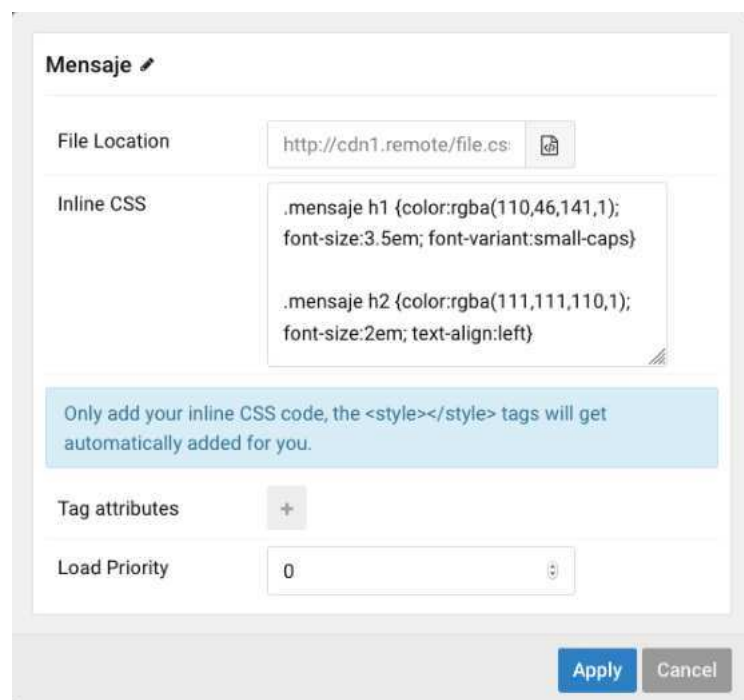 Mensaje
File Location
http://cdn1.remote/file.cs
Inline CSS
.mensaje h1 {color:rgba(110,46,141,1);
font-size:3.5em; font-variant:small-caps}
.mensaje h2 {color:rgba(111,111,110,1);
font-size:2em; text-align:left}
Only add your inline CSS code, the <style></style> tags will get
automatically added for you.
Tag attributes
+
Load Priority
0
Apply
Cancel